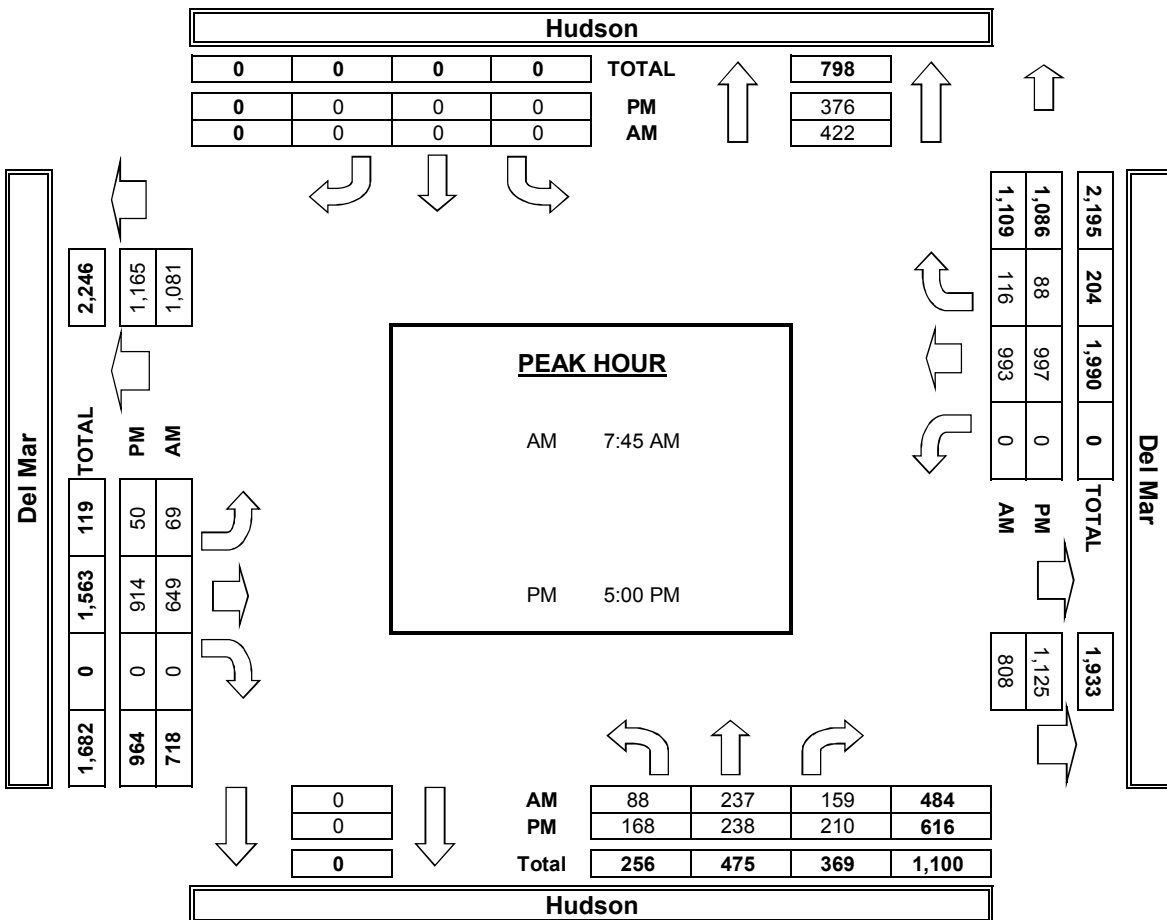 Hudson
0 0 0 0 TOTAL 798
0 0 0 0 PM 376
0 0 0 0 AM 422
Del Mar
2,246 1,165 1,081
TOTAL PM AM
119 50 69
1,563 914 649
0 0 0
1,682 964 718
PEAK HOUR
AM 7:45 AM
PM 5:00 PM
1,109 1,086 2,195
116 88 204
993 997 1,990
0 0 0
AM PM TOTAL
808 1,125 1,933
Del Mar
0 AM 88 237 159 484
0 PM 168 238 210 616
0 Total 256 475 369 1,100
Hudson